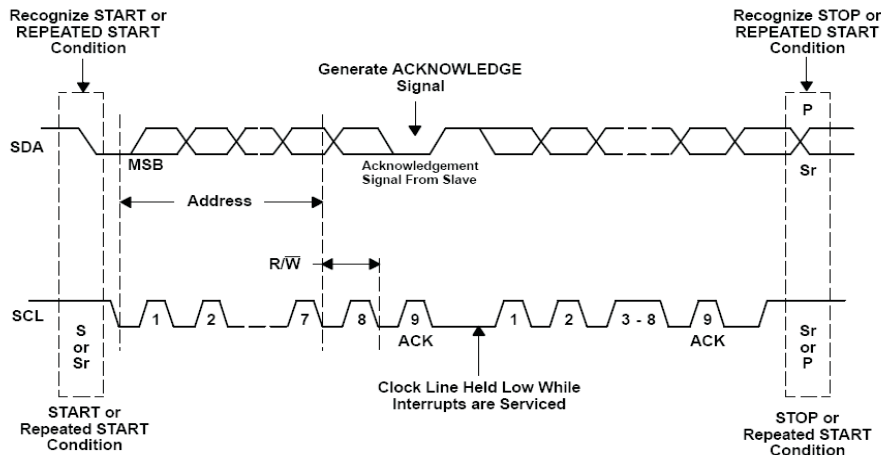 Recognize START or
REPEATED START
Condition
Recognize STOP or
REPEATED START
Condition
Generate ACKNOWLEDGE
Signal
P
SDA
MSB
Acknowledgement
Signal From Slave
Sr
Address
R/W̅
SCL
S
or
Sr
1
2
7
8
9
ACK
1
2
3 - 8
9
ACK
Sr
or
P
Clock Line Held Low While
Interrupts are Serviced
START or
Repeated START
Condition
STOP or
Repeated START
Condition